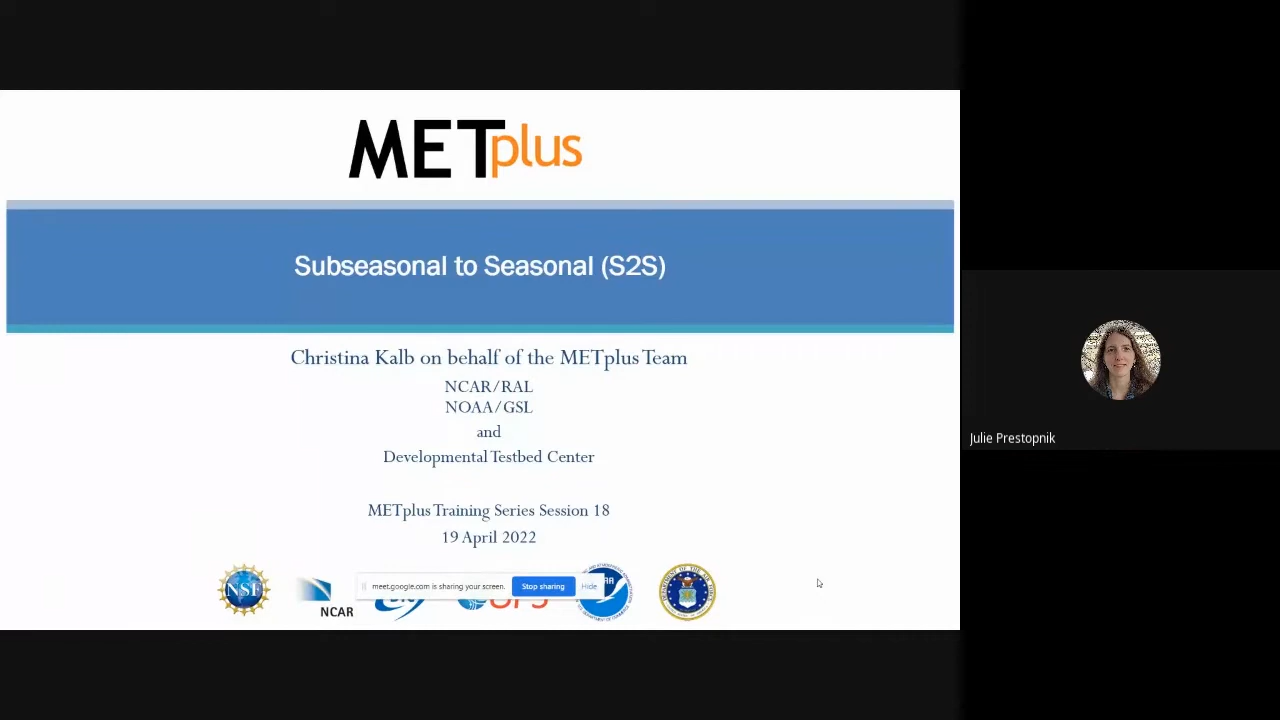 METplus
Subseasonal to Seasonal (S2S)
Christina Kalb on behalf of the METplus Team
NCAR/RAL
NOAA/GSL
and
Developmental Testbed Center
METplus Training Series Session 18
19 April 2022
NSF
NCAR
meet.google.com is sharing your screen.
Stop sharing
Hide
Julie Prestopnik